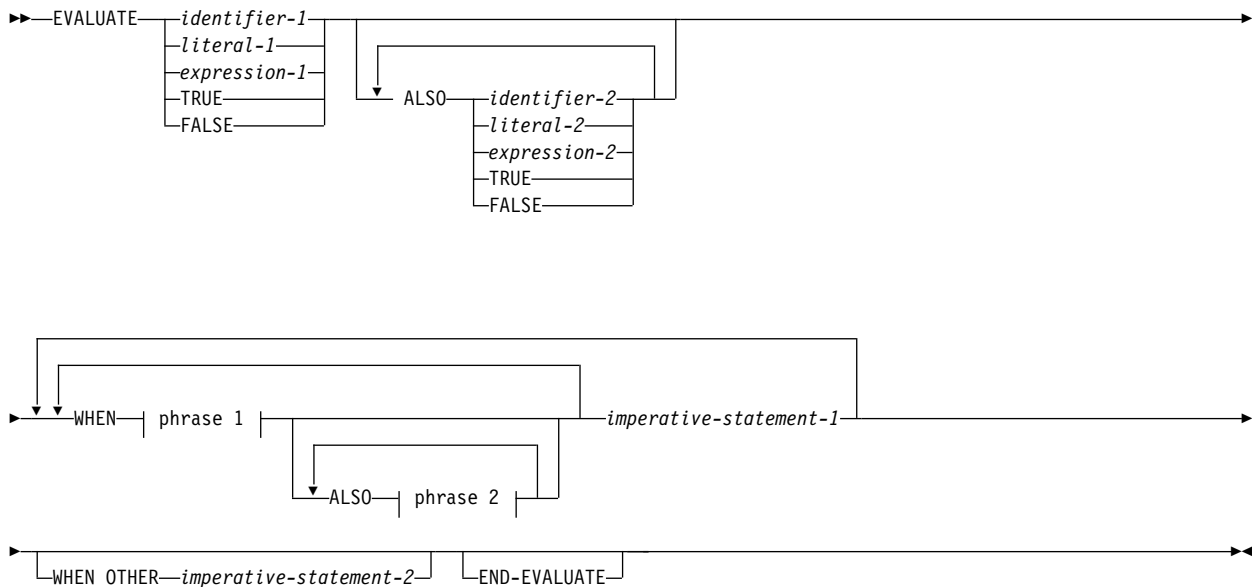 EVALUATE identifier-1
literal-1
expression-1
TRUE
FALSE
ALSO identifier-2
literal-2
expression-2
TRUE
FALSE
WHEN phrase 1 imperative-statement-1
ALSO phrase 2
WHEN OTHER imperative-statement-2 END-EVALUATE